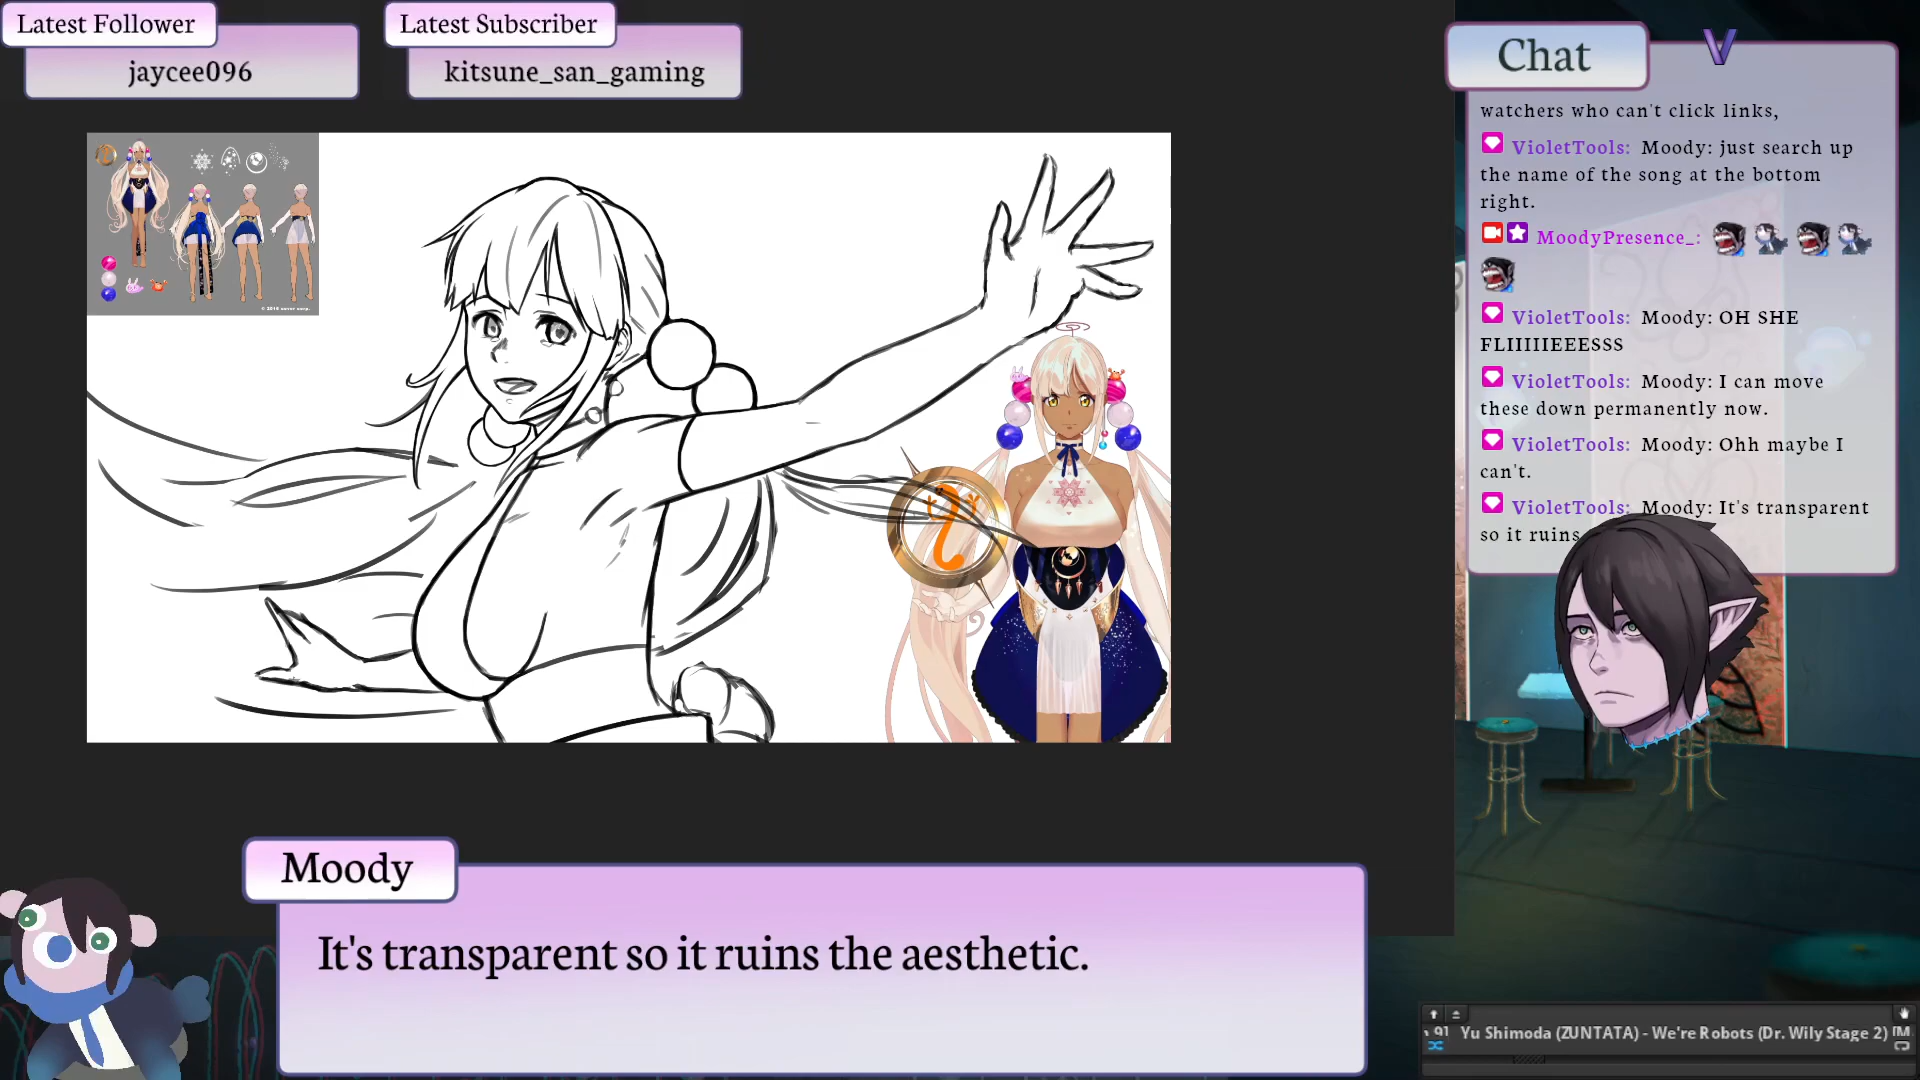 Latest Follower
jaycee096
Latest Subscriber
kitsune_san_gaming
Chat
watchers who can't click links,
VioletTools: Moody: just search up
the name of the song at the bottom
right.
MoodyPresence_:
VioletTools: Moody: OH SHE
FLIIIIIEEESSS
VioletTools: Moody: I can move
these down permanently now.
VioletTools: Moody: Ohh maybe I
can't.
VioletTools: Moody: It's transparent
so it ruins
Moody
It's transparent so it ruins the aesthetic.
Yu Shimoda (ZUNTATA) - We're Robots (Dr. Wily Stage 2) [M